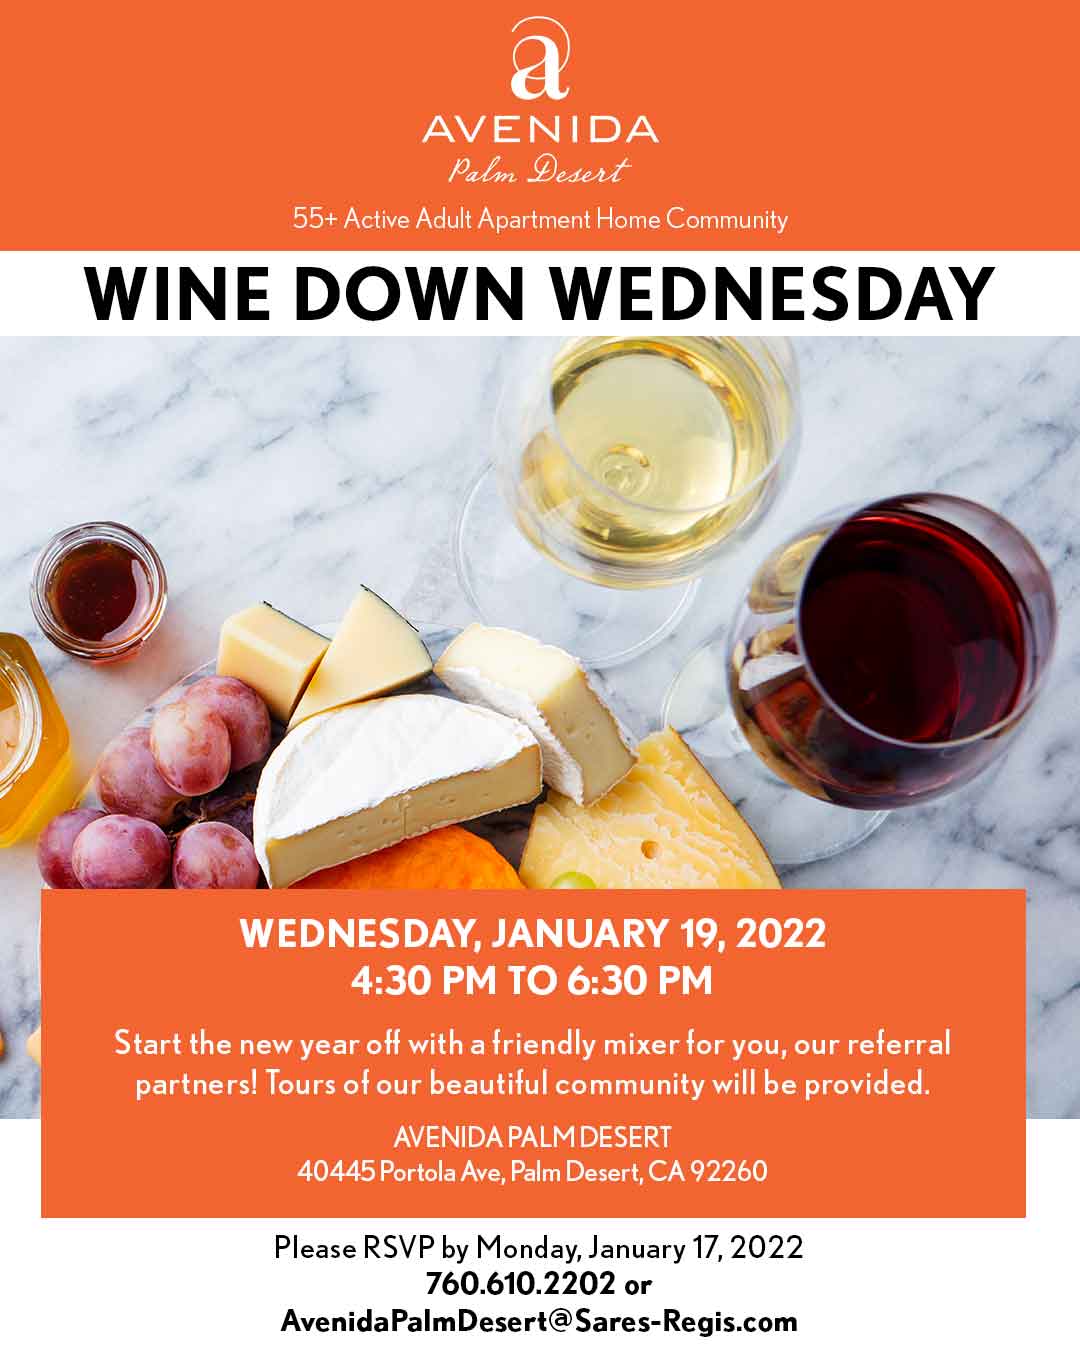 a
AVENIDA
Palm Desert
55+ Active Adult Apartment Home Community
WINE DOWN WEDNESDAY
WEDNESDAY, JANUARY 19, 2022
4:30 PM TO 6:30 PM
Start the new year off with a friendly mixer for you, our referral
partners! Tours of our beautiful community will be provided.
AVENIDA PALM DESERT
40445 Portola Ave, Palm Desert, CA 92260
Please RSVP by Monday, January 17, 2022
760.610.2202 or
AvenidaPalmDesert@Sares-Regis.com